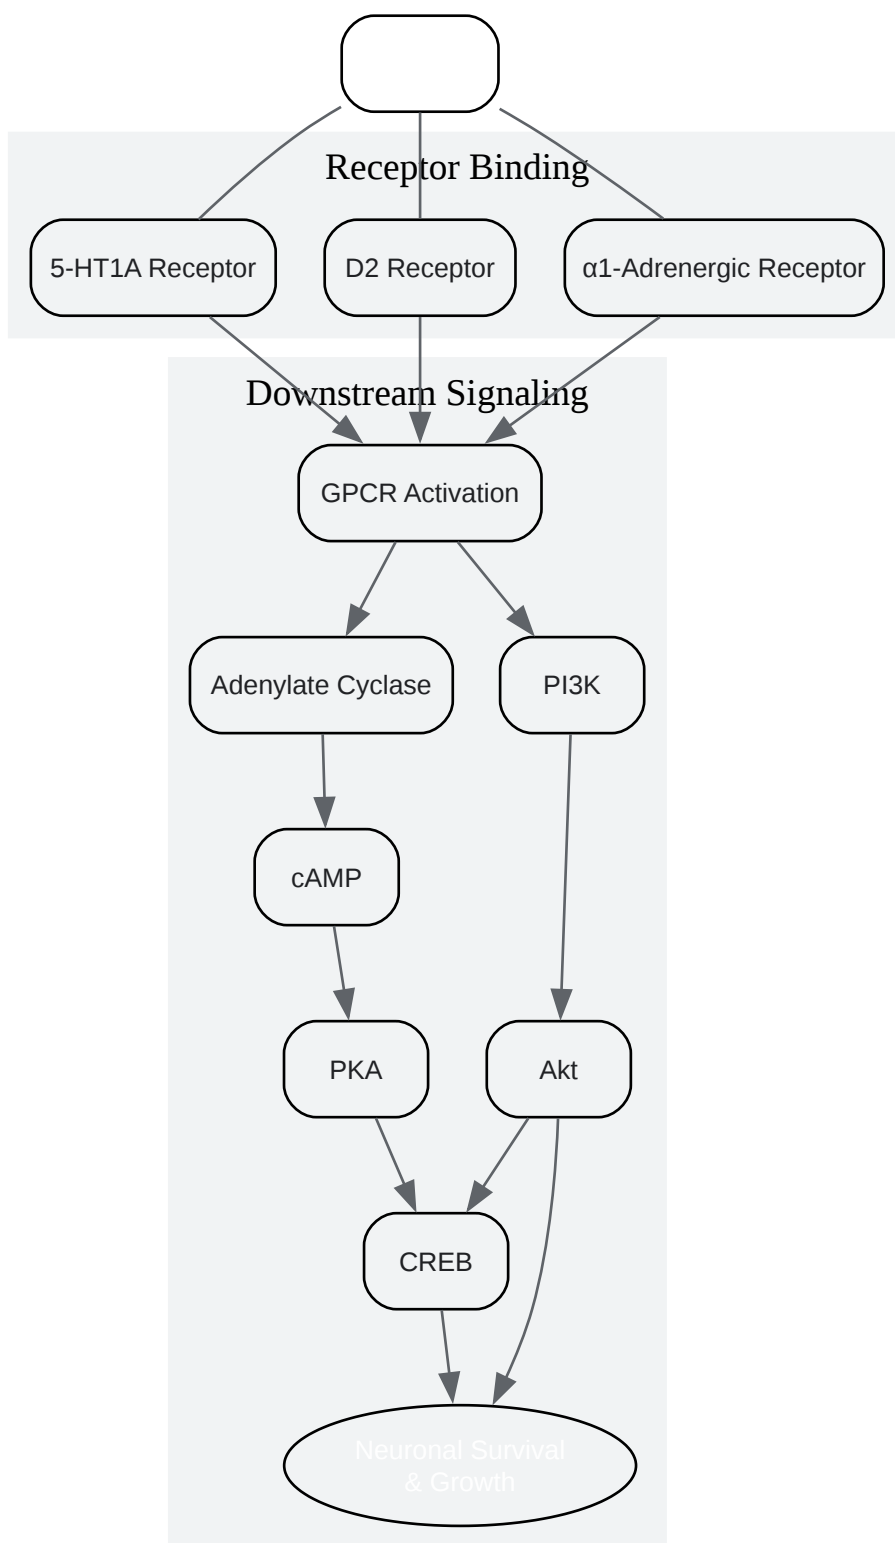 Receptor Binding
5-HT1A Receptor
D2 Receptor
α1-Adrenergic Receptor
Downstream Signaling
GPCR Activation
Adenylate Cyclase
PI3K
cAMP
PKA
Akt
CREB
Neuronal Survival
& Growth